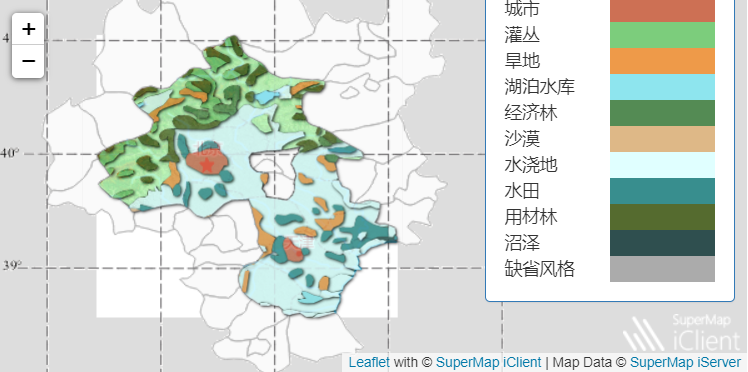 +
−
4
40°
39°
城市
灌丛
旱地
湖泊水库
经济林
沙漠
水浇地
水田
用材林
沼泽
缺省风格
SuperMap
iClient
Leaflet with © SuperMap iClient | Map Data © SuperMap iServer